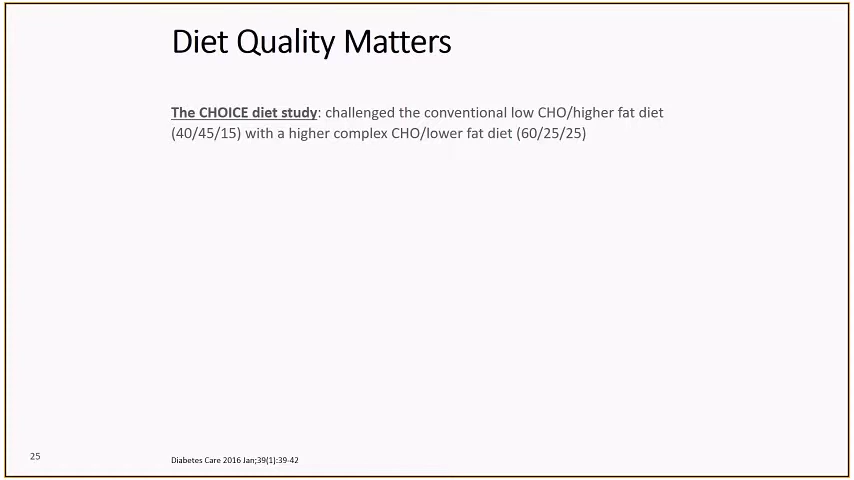 Diet Quality Matters
The CHOICE diet study: challenged the conventional low CHO/higher fat diet
(40/45/15) with a higher complex CHO/lower fat diet (60/25/25)
25
Diabetes Care 2016 Jan;39(1):39-42